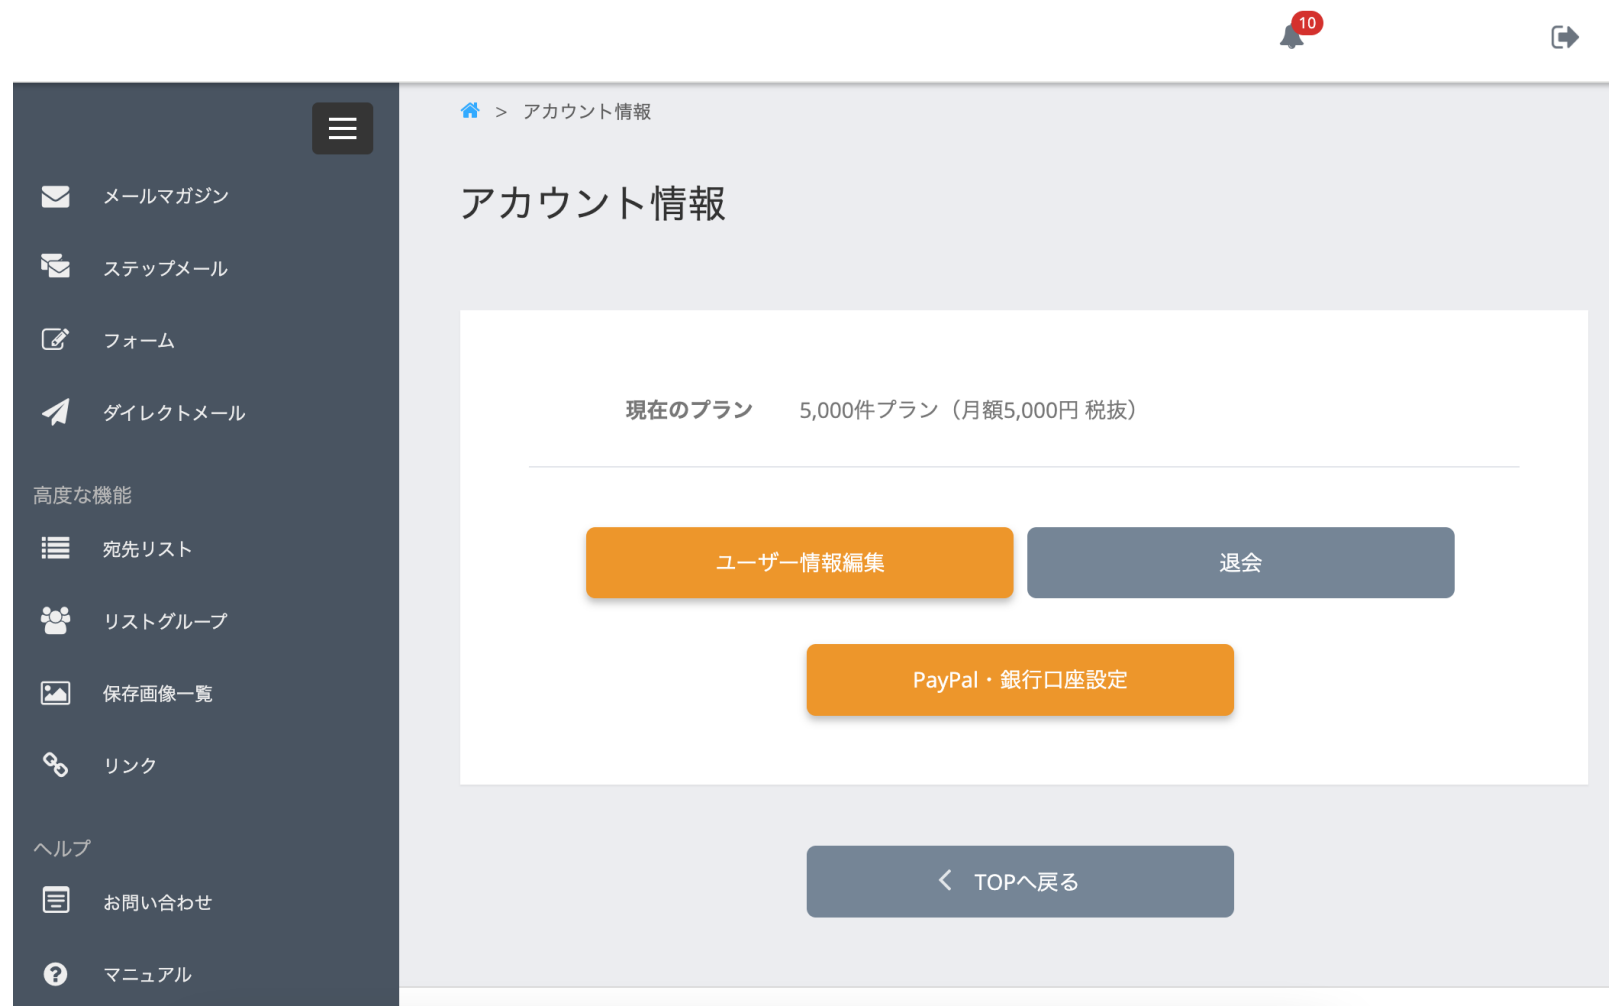 10
> アカウント情報
メールマガジン
ステップメール
フォーム
ダイレクトメール
高度な機能
宛先リスト
リストグループ
保存画像一覧
リンク
ヘルプ
お問い合わせ
マニュアル
アカウント情報
現在のプラン 5,000件プラン（月額5,000円 税抜）
ユーザー情報編集 退会
PayPal・銀行口座設定
TOPへ戻る